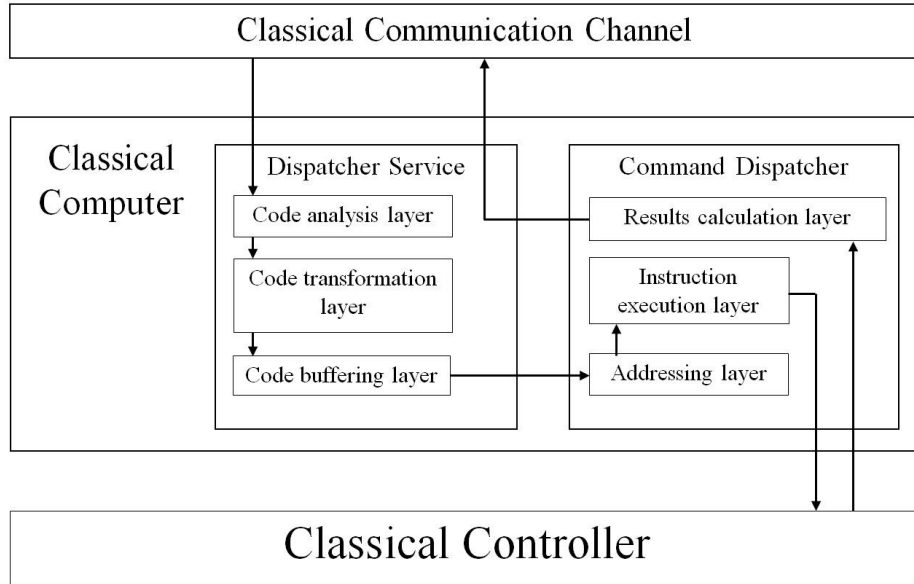 Classical Communication Channel
Classical
Computer
Dispatcher Service
Code analysis layer
Code transformation
layer
Code buffering layer
Command Dispatcher
Results calculation layer
Instruction
execution layer
Addressing layer
Classical Controller